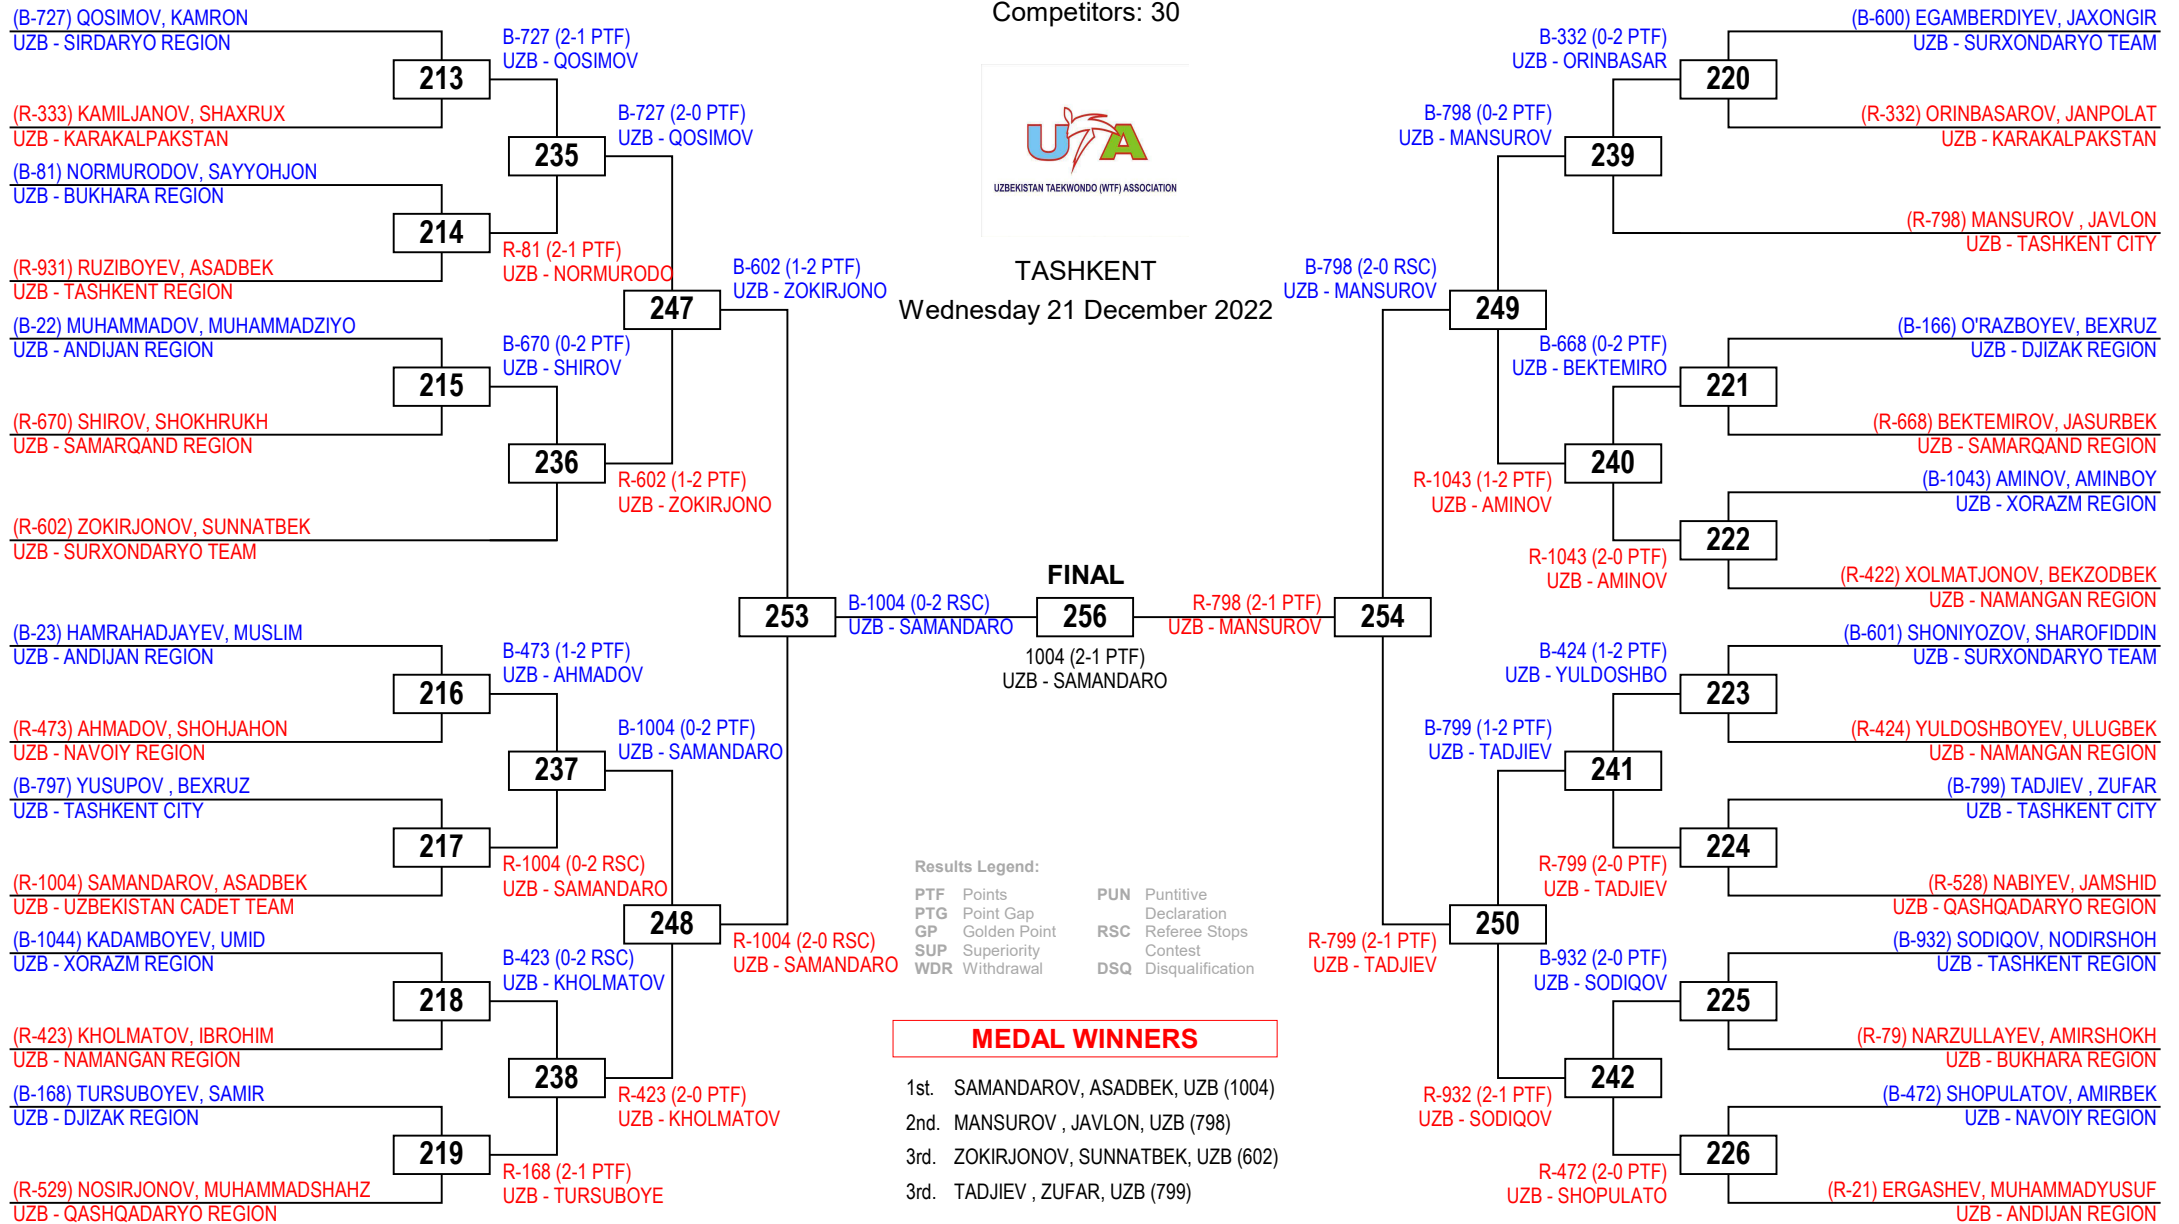 Competitors: 30
UTA
UZBEKISTAN TAEKWONDO (WTF) ASSOCIATION
TASHKENT
Wednesday 21 December 2022
(B-727) QOSIMOV, KAMRON
UZB - SIRDARYO REGION
213
(R-333) KAMILJANOV, SHAXRUX
UZB - KARAKALPAKSTAN
(B-81) NORMURODOV, SAYYOHJON
UZB - BUKHARA REGION
214
(R-931) RUZIBOYEV, ASADBEK
UZB - TASHKENT REGION
(B-22) MUHAMMADOV, MUHAMMADZIYO
UZB - ANDIJAN REGION
215
(R-670) SHIROV, SHOKHRUKH
UZB - SAMARQAND REGION
(R-602) ZOKIRJONOV, SUNNATBEK
UZB - SURXONDARYO TEAM
(B-23) HAMRAHADJAYEV, MUSLIM
UZB - ANDIJAN REGION
216
(R-473) AHMADOV, SHOHJAHON
UZB - NAVOIY REGION
(B-797) YUSUPOV , BEXRUZ
UZB - TASHKENT CITY
217
(R-1004) SAMANDAROV, ASADBEK
UZB - UZBEKISTAN CADET TEAM
(B-1044) KADAMBOYEV, UMID
UZB - XORAZM REGION
218
(R-423) KHOLMATOV, IBROHIM
UZB - NAMANGAN REGION
(B-168) TURSUBOYEV, SAMIR
UZB - DJIZAK REGION
219
(R-529) NOSIRJONOV, MUHAMMADSHAHZ
UZB - QASHQADARYO REGION
B-727 (2-1 PTF)
UZB - QOSIMOV
235
R-81 (2-1 PTF)
UZB - NORMURODO
B-670 (0-2 PTF)
UZB - SHIROV
236
B-473 (1-2 PTF)
UZB - AHMADOV
237
R-1004 (0-2 RSC)
UZB - SAMANDARO
B-423 (0-2 RSC)
UZB - KHOLMATOV
238
R-168 (2-1 PTF)
UZB - TURSUBOYE
B-727 (2-0 PTF)
UZB - QOSIMOV
247
R-602 (1-2 PTF)
UZB - ZOKIRJONO
B-1004 (0-2 PTF)
UZB - SAMANDARO
248
R-423 (2-0 PTF)
UZB - KHOLMATOV
B-602 (1-2 PTF)
UZB - ZOKIRJONO
253
R-1004 (2-0 RSC)
UZB - SAMANDARO
B-1004 (0-2 RSC)
UZB - SAMANDARO
FINAL
256
1004 (2-1 PTF)
UZB - SAMANDARO
R-798 (2-1 PTF)
UZB - MANSUROV
254
B-798 (2-0 RSC)
UZB - MANSUROV
249
R-799 (2-1 PTF)
UZB - TADJIEV
250
B-798 (0-2 PTF)
UZB - MANSUROV
239
R-1043 (1-2 PTF)
UZB - AMINOV
240
B-799 (1-2 PTF)
UZB - TADJIEV
241
R-932 (2-1 PTF)
UZB - SODIQOV
242
B-332 (0-2 PTF)
UZB - ORINBASAR
220
B-668 (0-2 PTF)
UZB - BEKTEMIRO
221
R-1043 (2-0 PTF)
UZB - AMINOV
222
B-424 (1-2 PTF)
UZB - YULDOSHBO
223
R-799 (2-0 PTF)
UZB - TADJIEV
224
B-932 (2-0 PTF)
UZB - SODIQOV
225
R-472 (2-0 PTF)
UZB - SHOPULATO
226
(B-600) EGAMBERDIYEV, JAXONGIR
UZB - SURXONDARYO TEAM
(R-332) ORINBASAROV, JANPOLAT
UZB - KARAKALPAKSTAN
(R-798) MANSUROV , JAVLON
UZB - TASHKENT CITY
(B-166) O'RAZBOYEV, BEXRUZ
UZB - DJIZAK REGION
(R-668) BEKTEMIROV, JASURBEK
UZB - SAMARQAND REGION
(B-1043) AMINOV, AMINBOY
UZB - XORAZM REGION
(R-422) XOLMATJONOV, BEKZODBEK
UZB - NAMANGAN REGION
(B-601) SHONIYOZOV, SHAROFIDDIN
UZB - SURXONDARYO TEAM
(R-424) YULDOSHBOYEV, ULUGBEK
UZB - NAMANGAN REGION
(B-799) TADJIEV , ZUFAR
UZB - TASHKENT CITY
(R-528) NABIYEV, JAMSHID
UZB - QASHQADARYO REGION
(B-932) SODIQOV, NODIRSHOH
UZB - TASHKENT REGION
(R-79) NARZULLAYEV, AMIRSHOKH
UZB - BUKHARA REGION
(B-472) SHOPULATOV, AMIRBEK
UZB - NAVOIY REGION
(R-21) ERGASHEV, MUHAMMADYUSUF
UZB - ANDIJAN REGION
Results Legend:
PTF Points PUN Puntitive
PTG Point Gap Declaration
GP Golden Point RSC Referee Stops
SUP Superiority Contest
WDR Withdrawal DSQ Disqualification
MEDAL WINNERS
1st. SAMANDAROV, ASADBEK, UZB (1004)
2nd. MANSUROV , JAVLON, UZB (798)
3rd. ZOKIRJONOV, SUNNATBEK, UZB (602)
3rd. TADJIEV , ZUFAR, UZB (799)